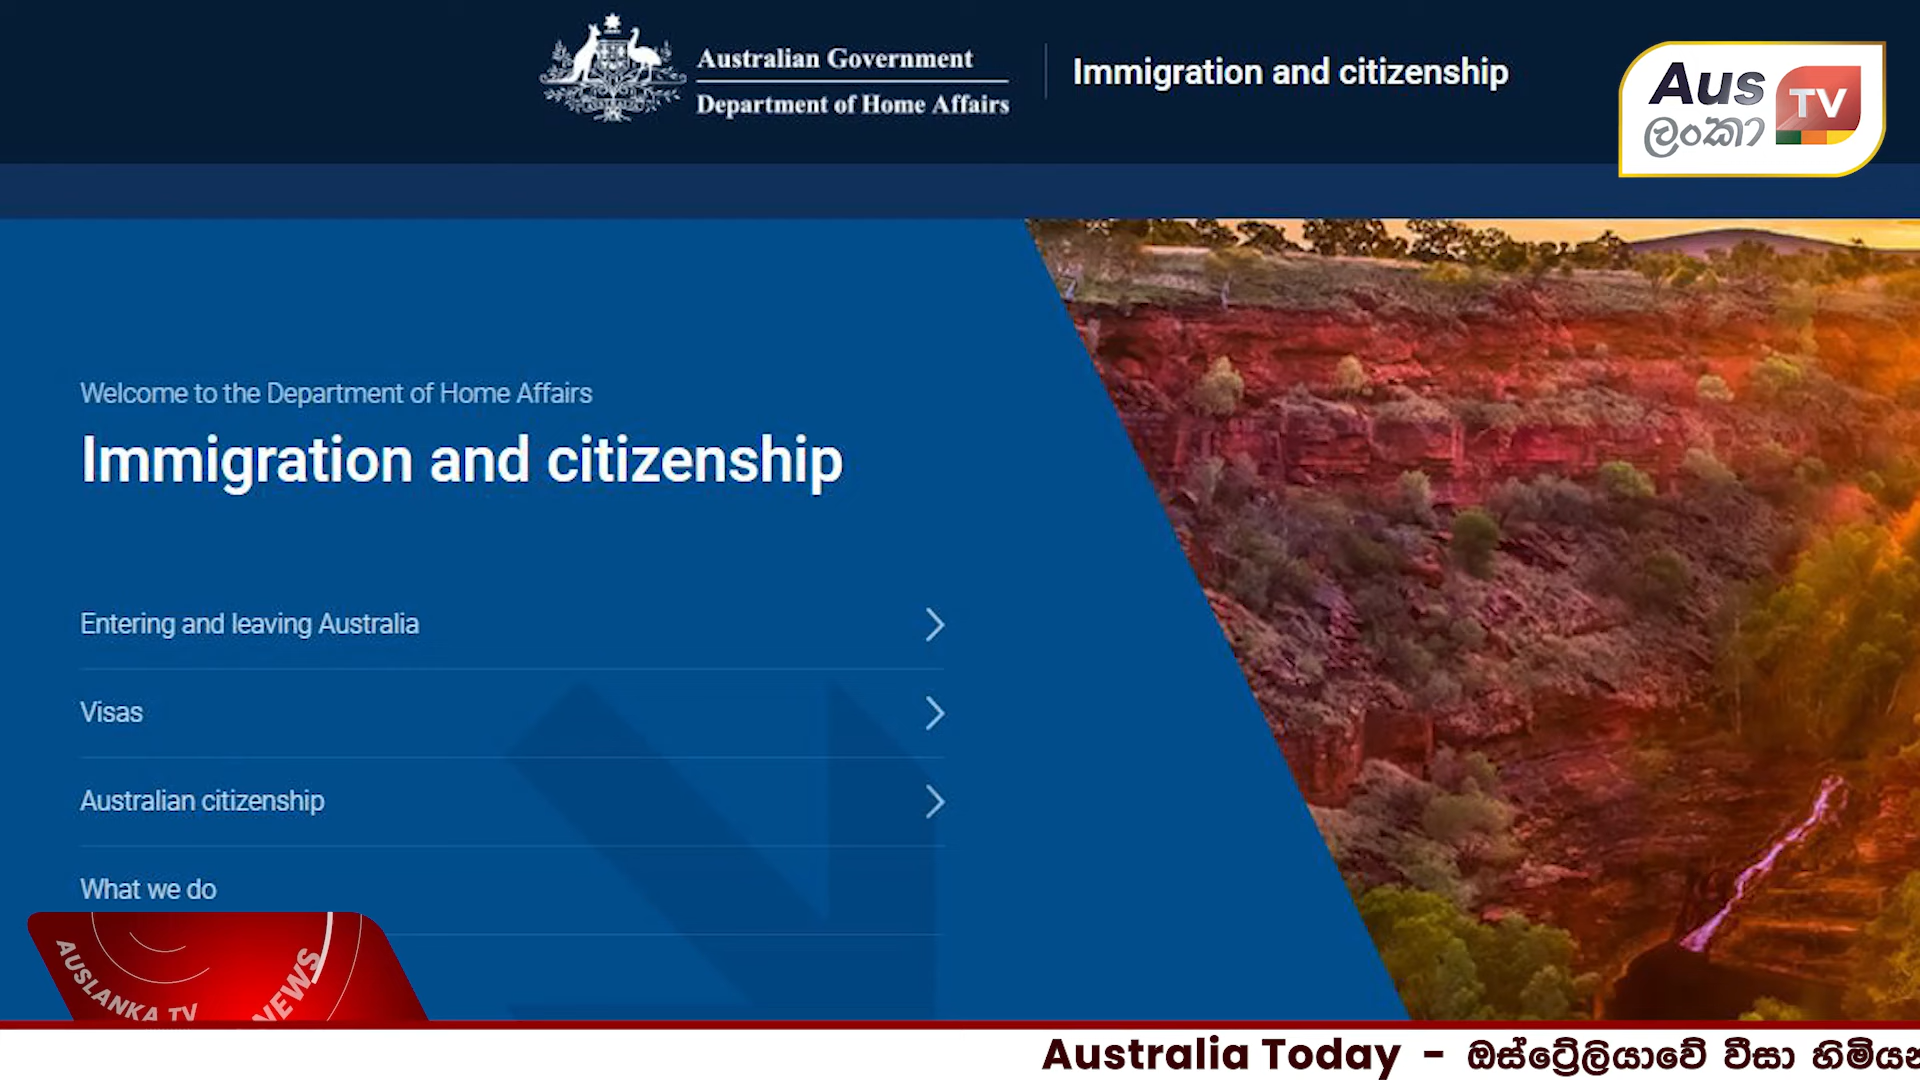 Australian Government
Department of Home Affairs
Immigration and citizenship
Aus
ලංකා
TV
Welcome to the Department of Home Affairs
Immigration and citizenship
Entering and leaving Australia
Visas
Australian citizenship
What we do
AUSLANKA TV
NEWS
Australia Today - ඔස්ට්‍රේලියාවේ වීසා